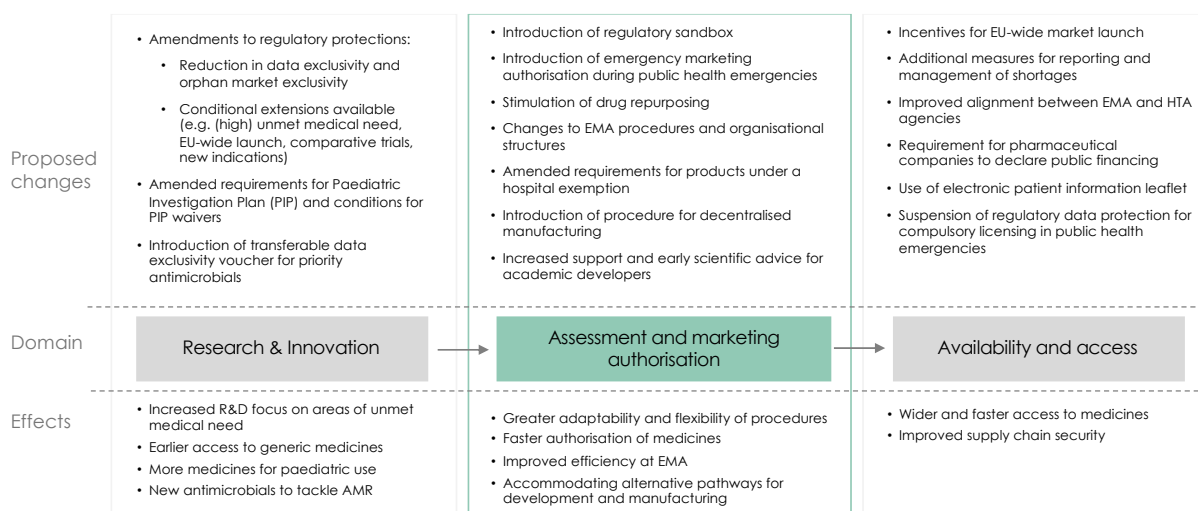 Proposed
changes
• Amendments to regulatory protections:
• Reduction in data exclusivity and
orphan market exclusivity
• Conditional extensions available
(e.g. (high) unmet medical need,
EU-wide launch, comparative trials,
new indications)
• Amended requirements for Paediatric
Investigation Plan (PIP) and conditions for
PIP waivers
• Introduction of transferable data
exclusivity voucher for priority
antimicrobials
• Introduction of regulatory sandbox
• Introduction of emergency marketing
authorisation during public health emergencies
• Stimulation of drug repurposing
• Changes to EMA procedures and organisational
structures
• Amended requirements for products under a
hospital exemption
• Introduction of procedure for decentralised
manufacturing
• Increased support and early scientific advice for
academic developers
• Incentives for EU-wide market launch
• Additional measures for reporting and
management of shortages
• Improved alignment between EMA and HTA
agencies
• Requirement for pharmaceutical
companies to declare public financing
• Use of electronic patient information leaflet
• Suspension of regulatory data protection for
compulsory licensing in public health
emergencies
Domain
Research & Innovation
Assessment and marketing
authorisation
Availability and access
Effects
• Increased R&D focus on areas of unmet
medical need
• Earlier access to generic medicines
• More medicines for paediatric use
• New antimicrobials to tackle AMR
• Greater adaptability and flexibility of procedures
• Faster authorisation of medicines
• Improved efficiency at EMA
• Accommodating alternative pathways for
development and manufacturing
• Wider and faster access to medicines
• Improved supply chain security